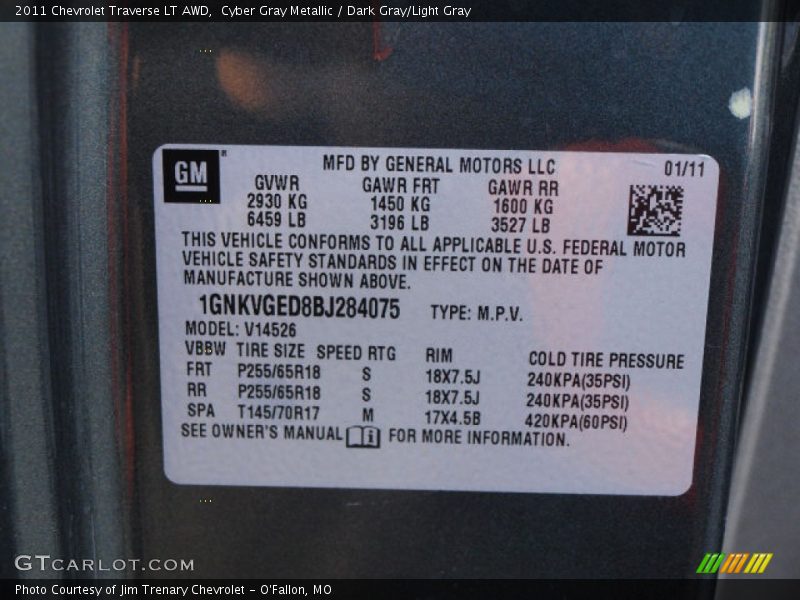 2011 Chevrolet Traverse LT AWD,  Cyber Gray Metallic / Dark Gray/Light Gray
GM®
MFD BY GENERAL MOTORS LLC 01/11
GVWR GAWR FRT GAWR RR
2930 KG 1450 KG 1600 KG
6459 LB 3196 LB 3527 LB
THIS VEHICLE CONFORMS TO ALL APPLICABLE U.S. FEDERAL MOTOR
VEHICLE SAFETY STANDARDS IN EFFECT ON THE DATE OF
MANUFACTURE SHOWN ABOVE.
1GNKVGED8BJ284075 TYPE: M.P.V.
MODEL: V14526
VBBW TIRE SIZE SPEED RTG RIM COLD TIRE PRESSURE
FRT P255/65R18 S 18X7.5J 240KPA(35PSI)
RR P255/65R18 S 18X7.5J 240KPA(35PSI)
SPA T145/70R17 M 17X4.5B 420KPA(60PSI)
SEE OWNER'S MANUAL i FOR MORE INFORMATION.
GTCARLOT.COM
Photo Courtesy of Jim Trenary Chevrolet - O'Fallon, MO